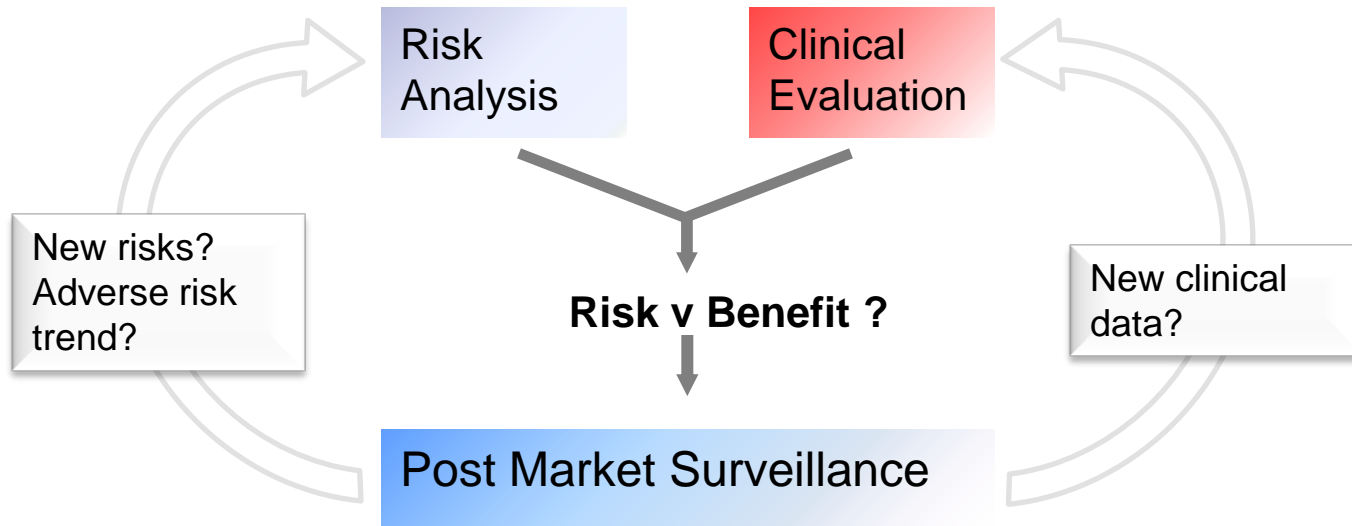 Risk
Analysis
Clinical
Evaluation
New risks?
Adverse risk
trend?
New clinical
data?
Risk v Benefit ?
Post Market Surveillance